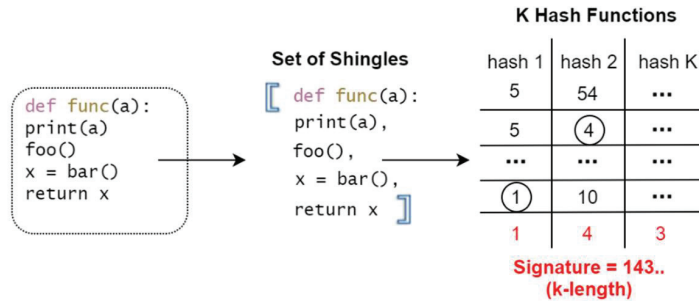 def func(a):
print(a)
foo()
x = bar()
return x
Set of Shingles
[ def func(a):
print(a),
foo(),
x = bar(),
return x ]
K Hash Functions
hash 1 hash 2 hash K
5 54 ...
5 4 ...
... ... ...
1 10 ...
1 4 3
Signature = 143..
(k-length)